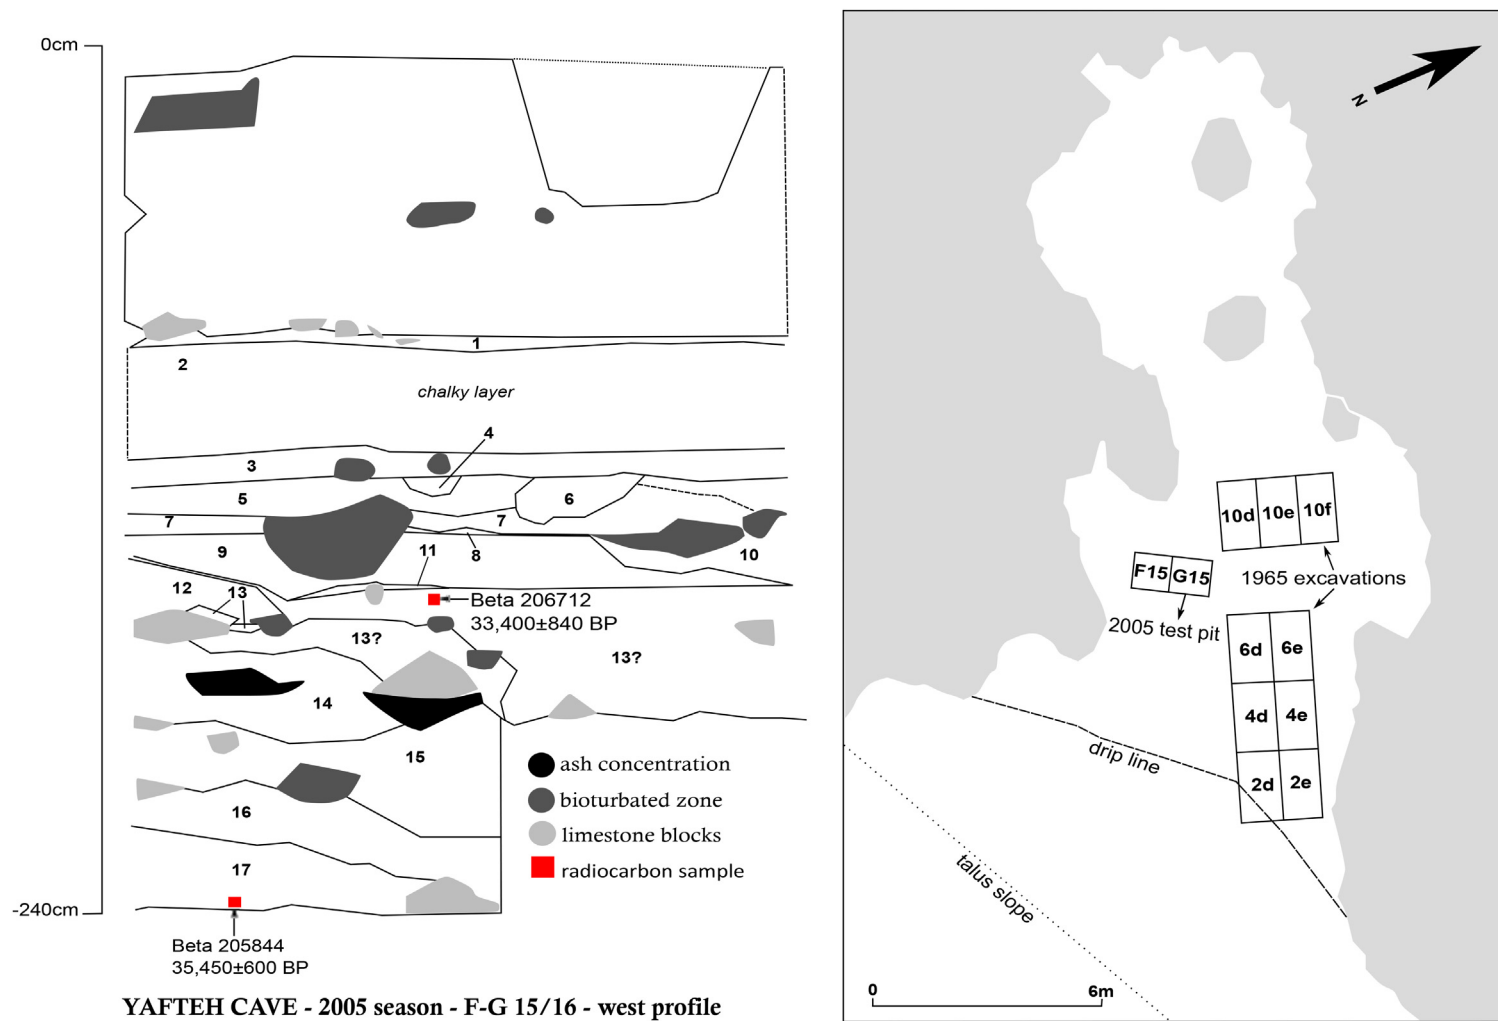 0cm
1
2
chalky layer
4
3
5
6
7
7
9
11
8
10
12
13
Beta 206712
33,400±840 BP
13?
13?
14
15
16
17
-240cm
Beta 205844
35,450±600 BP
ash concentration
bioturbated zone
limestone blocks
radiocarbon sample
YAFTEH CAVE - 2005 season - F-G 15/16 - west profile
N
10d 10e 10f
F15 G15
1965 excavations
2005 test pit
6d 6e
4d 4e
2d 2e
drip line
talus slope
0 6m